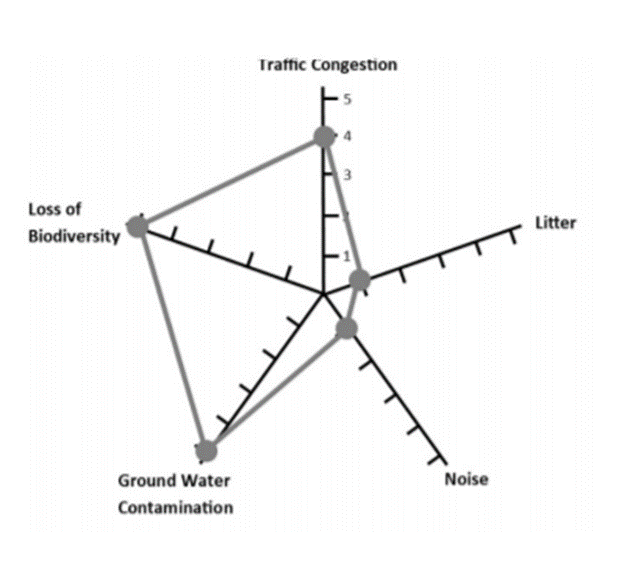 Traffic Congestion
5
4
3
1
Litter
Loss of
Biodiversity
Ground Water
Contamination
Noise